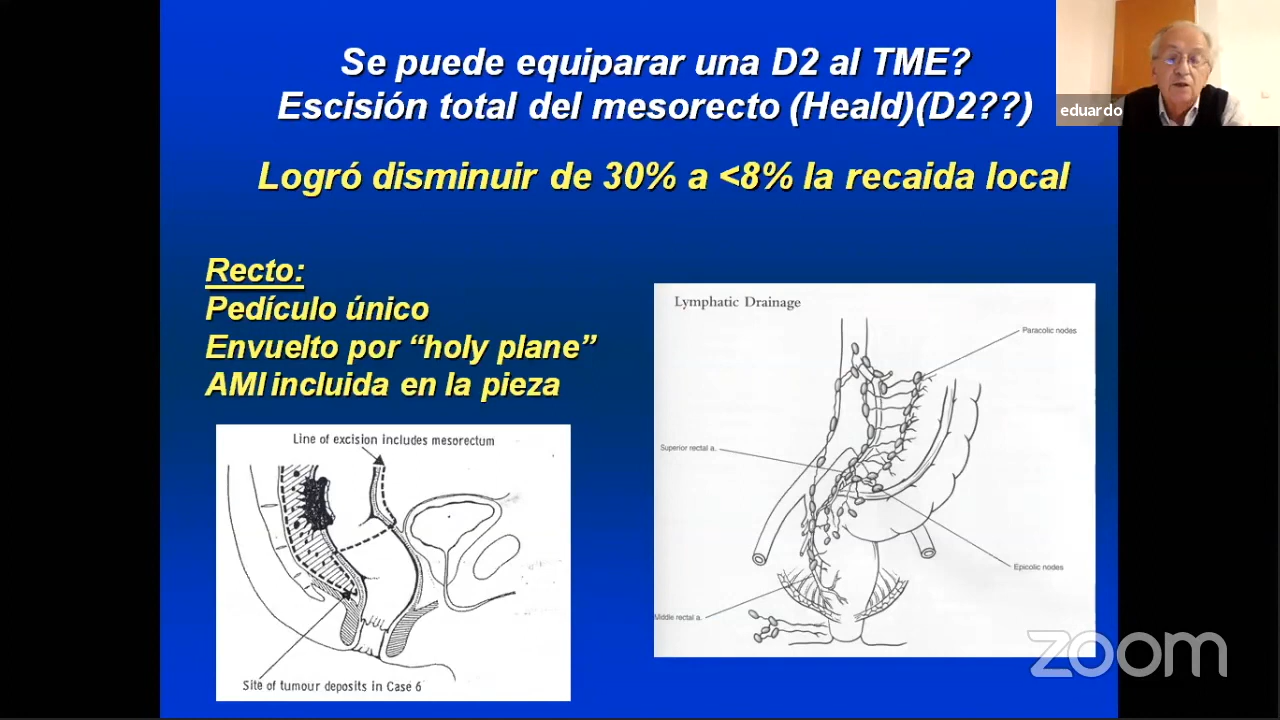 Se puede equiparar una D2 al TME?
Escisión total del mesorecto (Heald)(D2??)
eduardo
Logró disminuir de 30% a <8% la recaida local
Recto:
Pedículo único
Envuelto por “holy plane”
AMI incluida en la pieza
Line of excision includes mesorectum
Site of tumour deposits in Case 6
Lymphatic Drainage
Paracolic nodes
Superior rectal a.
Epicolic nodes
Middle rectal a.
zoom